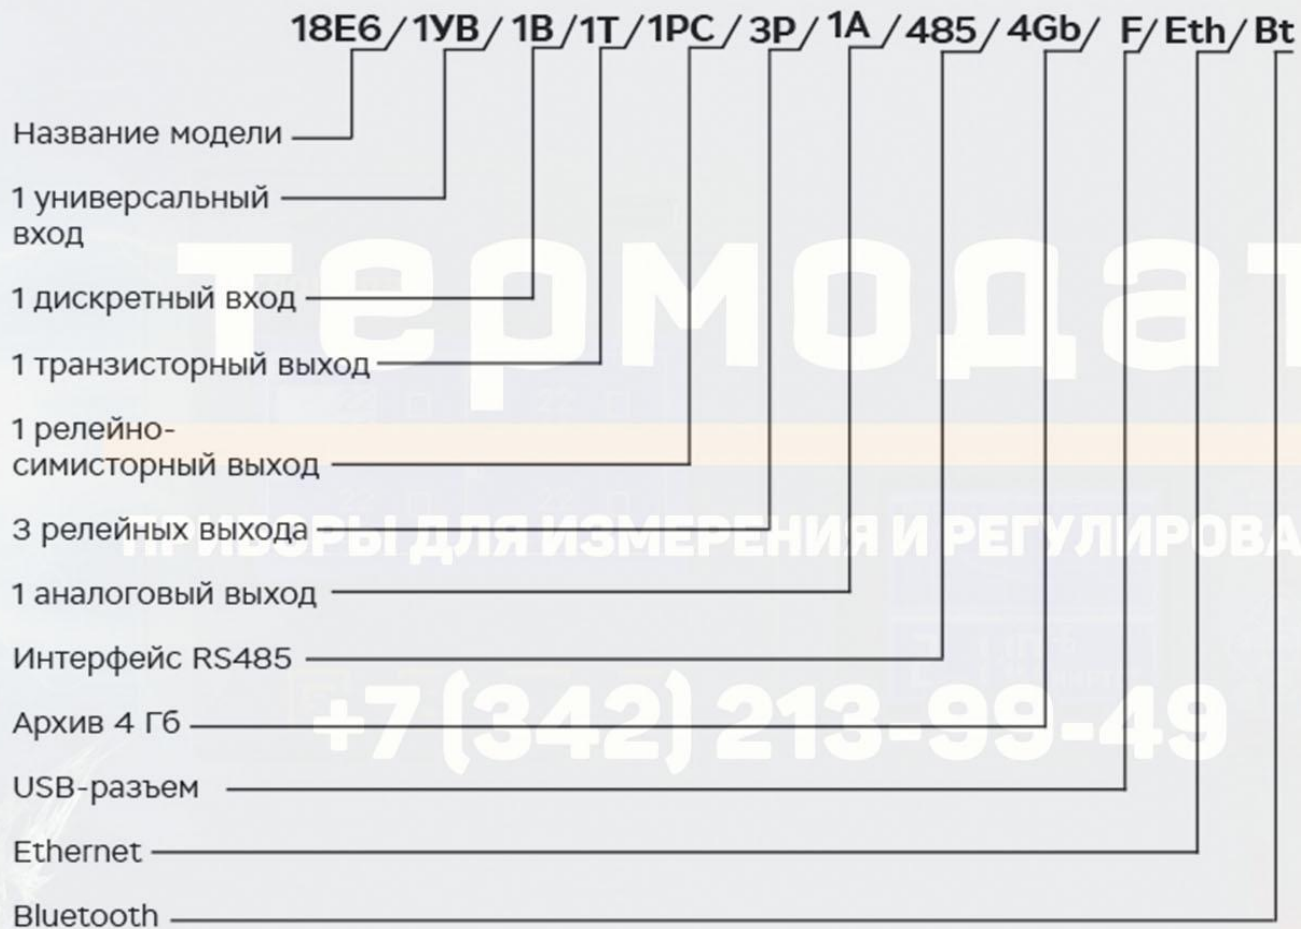 18Е6/1УВ/1В/1Т/1РС/3Р/1А/485/4Gb/ F/Eth/Bt
Название модели
1 универсальный
вход
1 дискретный вход
1 транзисторный выход
1 релейно-
симисторный выход
3 релейных выхода
1 аналоговый выход
Интерфейс RS485
Архив 4 Гб
USB-разъем
Ethernet
Bluetooth
термодат
ПРИБОРЫ ДЛЯ ИЗМЕРЕНИЯ И РЕГУЛИРОВА
+7 (342) 213-99-49